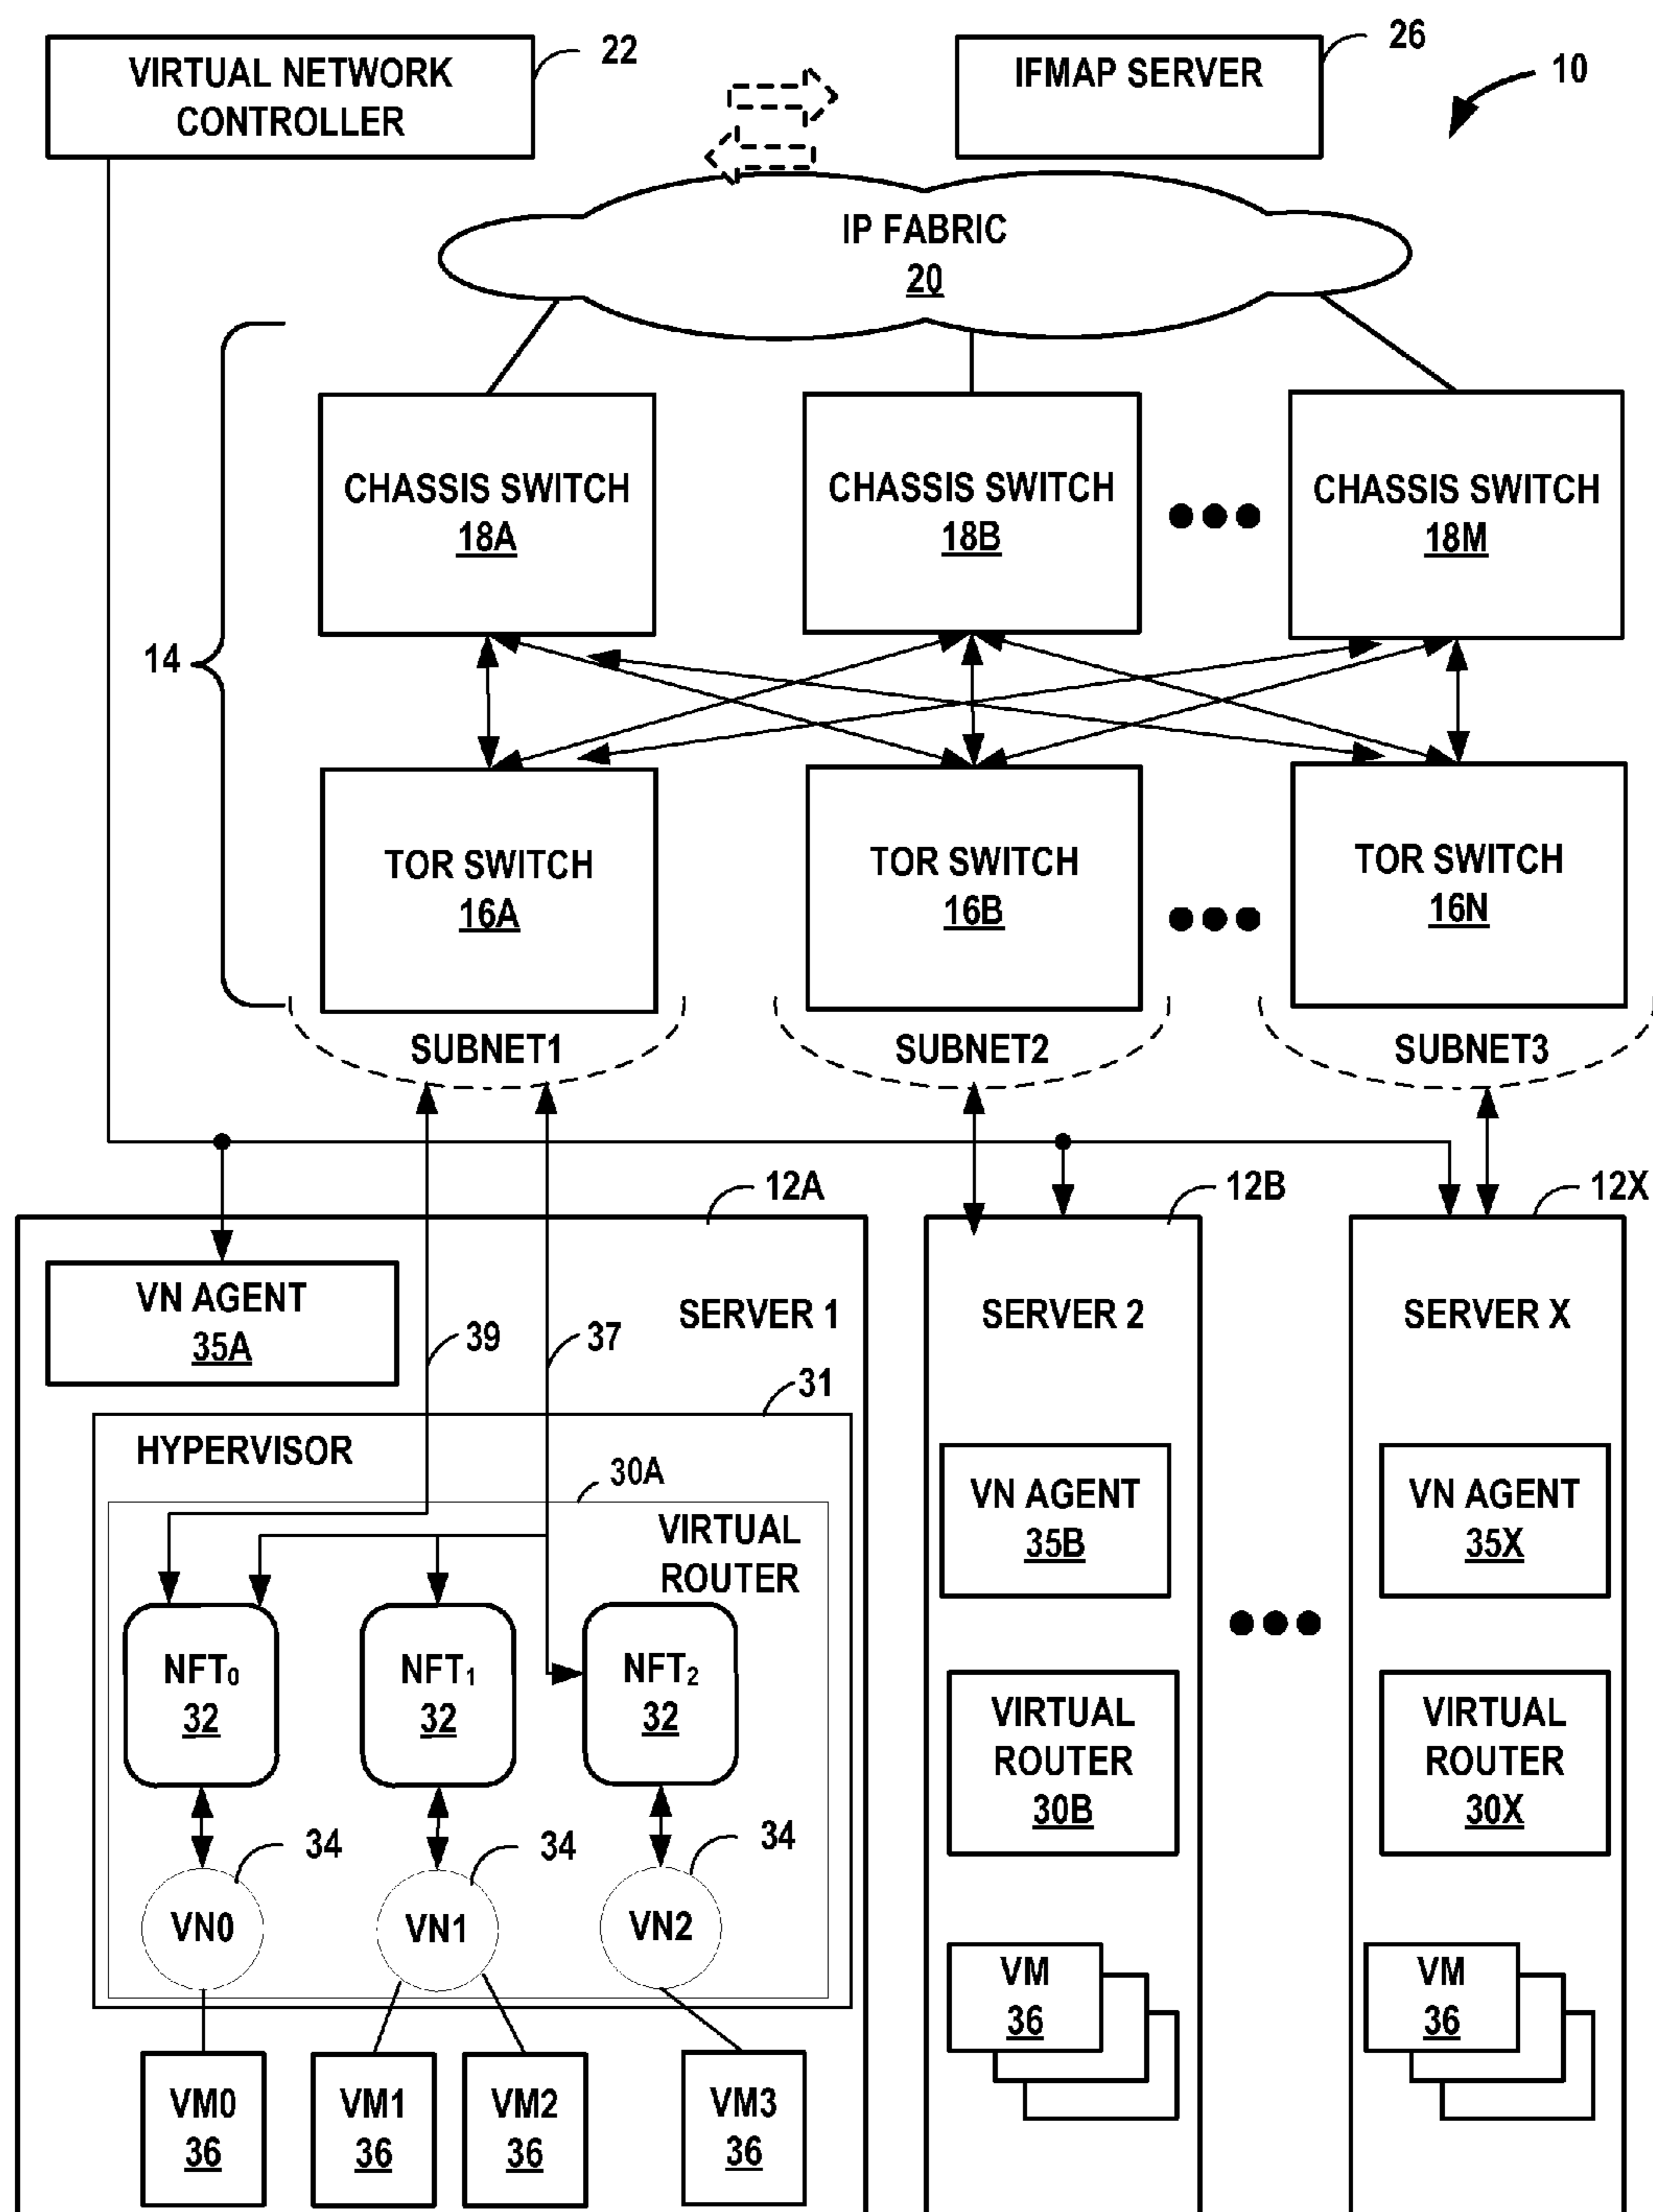 VIRTUAL NETWORK
CONTROLLER
22
IFMAP SERVER
26
10
IP FABRIC
20
14
CHASSIS SWITCH
18A
CHASSIS SWITCH
18B
CHASSIS SWITCH
18M
TOR SWITCH
16A
TOR SWITCH
16B
TOR SWITCH
16N
SUBNET1
SUBNET2
SUBNET3
12A
12B
12X
VN AGENT
35A
SERVER 1
39
37
31
HYPERVISOR
30A
VIRTUAL
ROUTER
NFT₀
32
NFT₁
32
NFT₂
32
34
34
34
VN0
VN1
VN2
VM0
36
VM1
36
VM2
36
VM3
36
SERVER 2
VN AGENT
35B
VIRTUAL
ROUTER
30B
VM
36
SERVER X
VN AGENT
35X
VIRTUAL
ROUTER
30X
VM
36